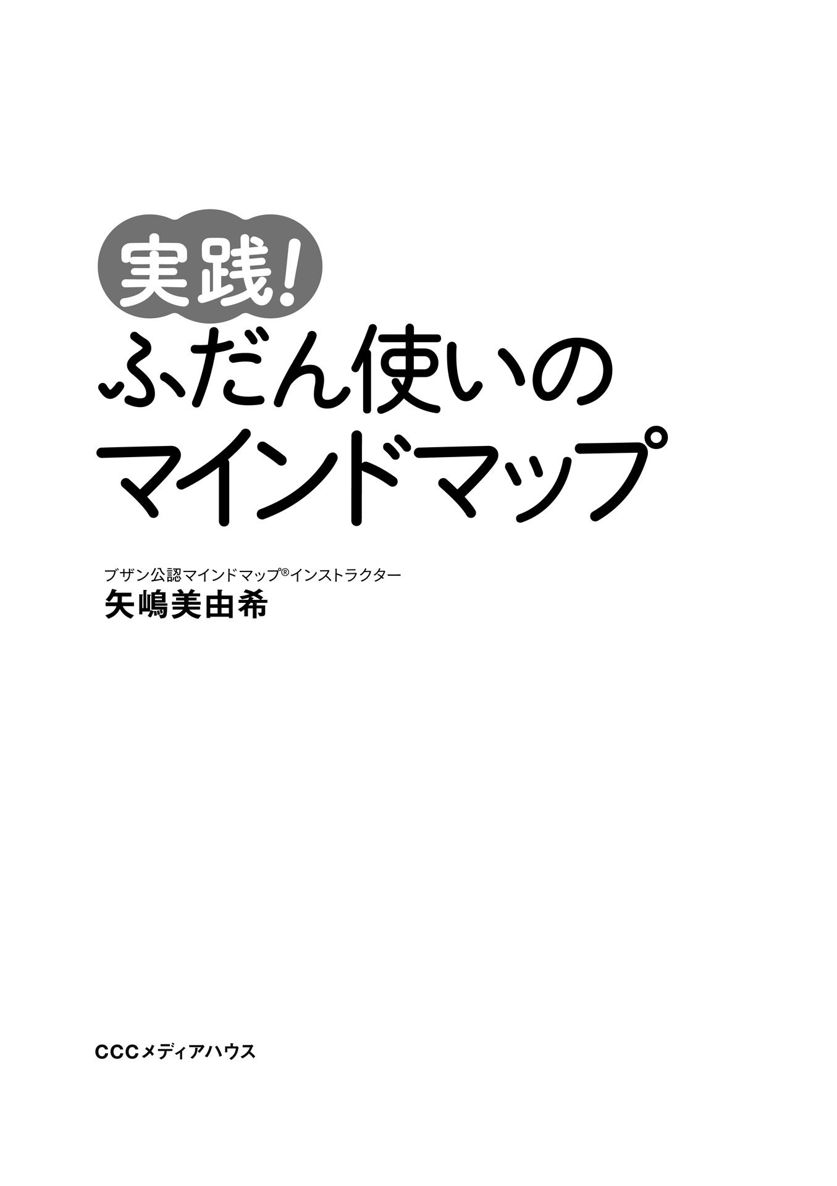 実践!
ふだん使いの
マインドマップ
ブザン公認マインドマップ®インストラクター
矢嶋美由希
CCCメディアハウス